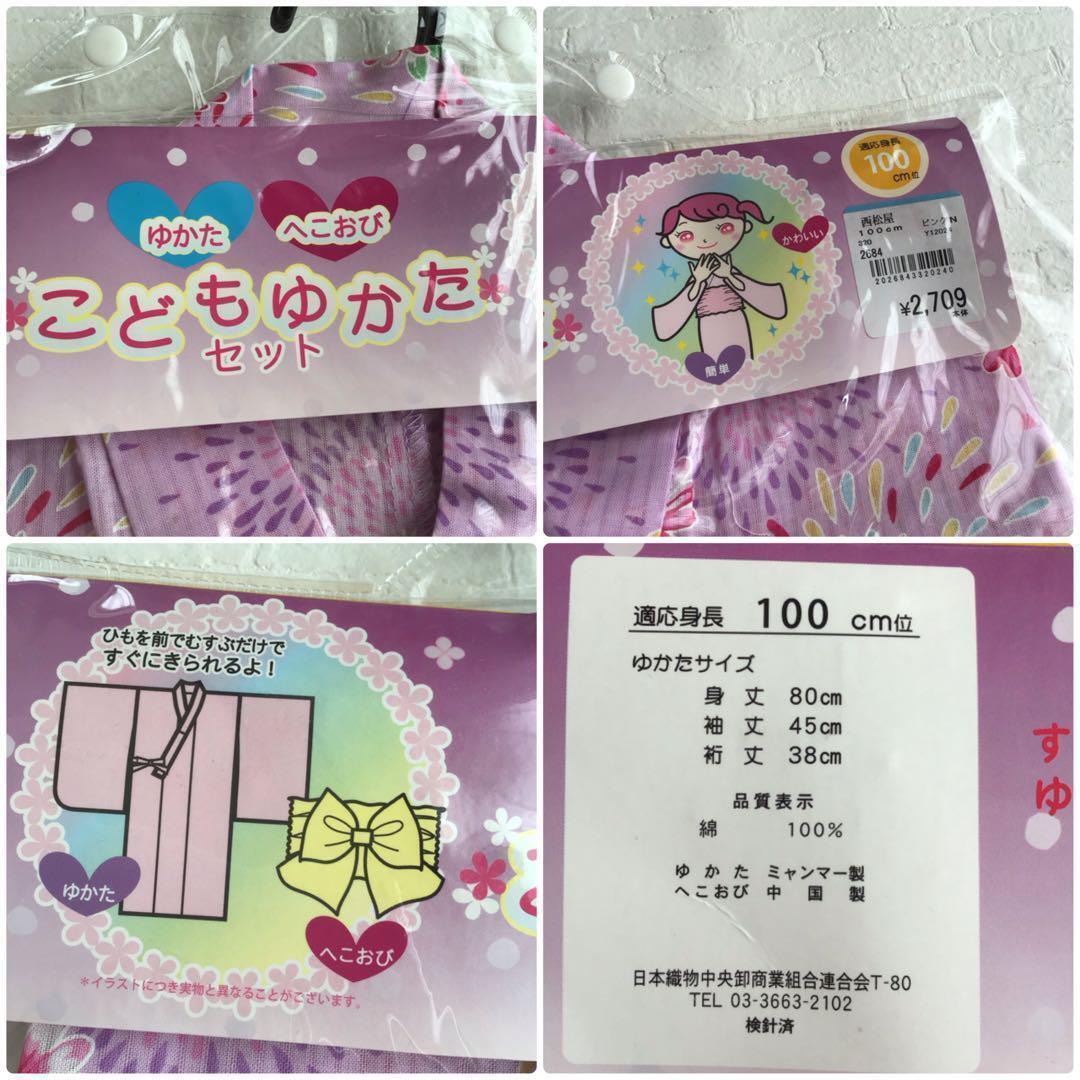 ゆかた
へこおび
こどもゆかた
セット
適応身長
100
cm位
かわいい
簡単
西松屋 ピンクN
100cm Y12024
320
2684
2026843320240
¥2,709
本体
ひもを前でむすぶだけで
すぐにきられるよ!
ゆかた
へこおび
*イラストにつき実物と異なることがございます。
適応身長 100 cm位
ゆかたサイズ
身丈 80cm
袖丈 45cm
裄丈 38cm
品質表示
綿 100%
ゆかた ミャンマー製
へこおび 中国製
日本織物中央卸商業組合連合会T-80
TEL 03-3663-2102
検針済
す
ゆ